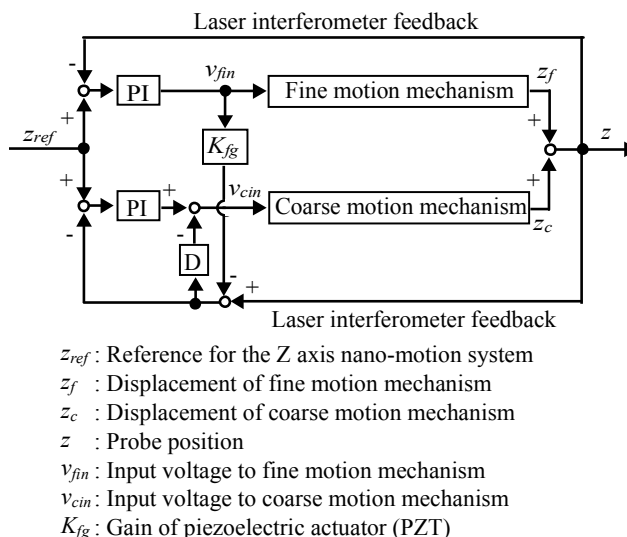 Laser interferometer feedback
-
PI
v_fin
Fine motion mechanism
z_f
+
+
z_ref
K_fg
z
+
+
PI
+
v_cin
Coarse motion mechanism
z_c
-
-
D
-
+
Laser interferometer feedback
z_ref : Reference for the Z axis nano-motion system
z_f : Displacement of fine motion mechanism
z_c : Displacement of coarse motion mechanism
z : Probe position
v_fin : Input voltage to fine motion mechanism
v_cin : Input voltage to coarse motion mechanism
K_fg : Gain of piezoelectric actuator (PZT)